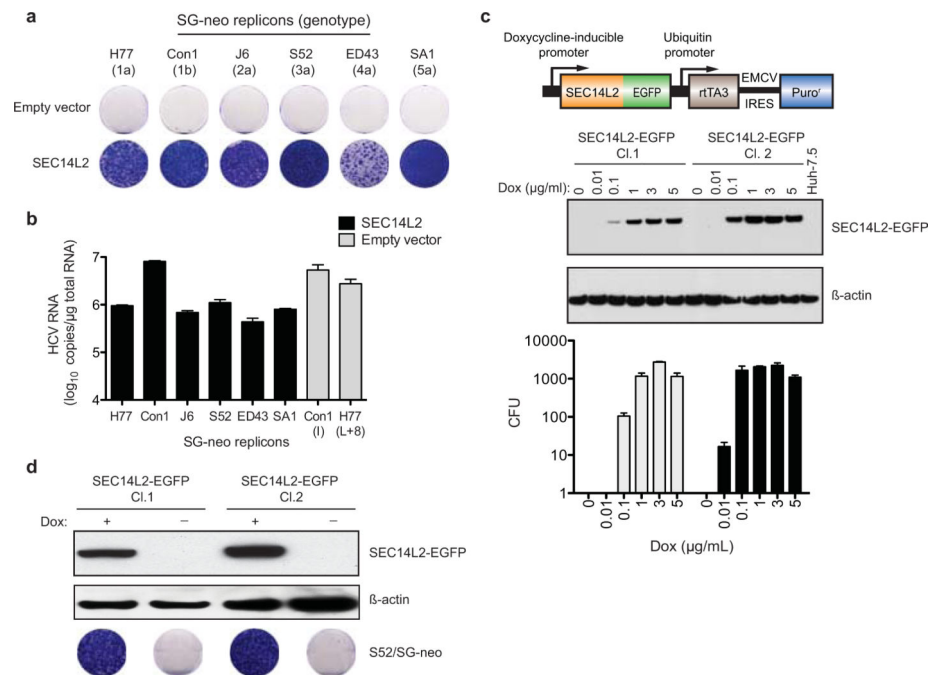 a
SG-neo replicons (genotype)
H77 Con1 J6 S52 ED43 SA1
(1a) (1b) (2a) (3a) (4a) (5a)
Empty vector
SEC14L2
b
SEC14L2
Empty vector
HCV RNA
(log10 copies/µg total RNA)
7
6
5
4
H77 Con1 J6 S52 ED43 SA1 Con1 H77
(I) (L+8)
SG-neo replicons
c
Doxycycline-inducible
promoter
Ubiquitin
promoter
SEC14L2 EGFP rtTA3 EMCV
IRES Puroʳ
SEC14L2-EGFP SEC14L2-EGFP
Cl.1 Cl. 2
Dox (µg/ml): 0 0.01 0.1 1 3 5 0 0.01 0.1 1 3 5 Huh-7.5
SEC14L2-EGFP
ß-actin
CFU
10000
1000
100
10
1
0 0.01 0.1 1 3 5 0 0.01 0.1 1 3 5
Dox (µg/mL)
d
SEC14L2-EGFP SEC14L2-EGFP
Cl.1 Cl.2
Dox: + – + –
SEC14L2-EGFP
ß-actin
S52/SG-neo